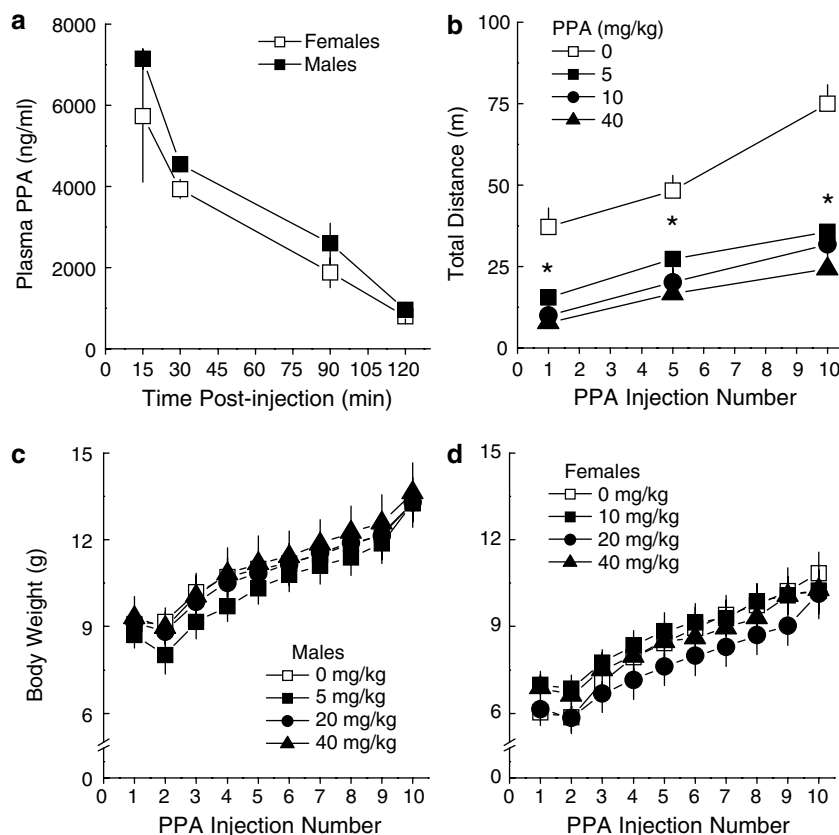 a
8000
6000
4000
2000
0
Plasma PPA (ng/ml)
Females
Males
0 15 30 45 60 75 90 105 120
Time Post-injection (min)
b
100
75
50
25
0
Total Distance (m)
PPA (mg/kg)
0
5
10
40
*
*
*
0 1 2 3 4 5 6 7 8 9 10
PPA Injection Number
c
15
12
9
6
0
Body Weight (g)
Males
0 mg/kg
5 mg/kg
20 mg/kg
40 mg/kg
0 1 2 3 4 5 6 7 8 9 10
PPA Injection Number
d
15
12
9
6
0
Females
0 mg/kg
10 mg/kg
20 mg/kg
40 mg/kg
0 1 2 3 4 5 6 7 8 9 10
PPA Injection Number